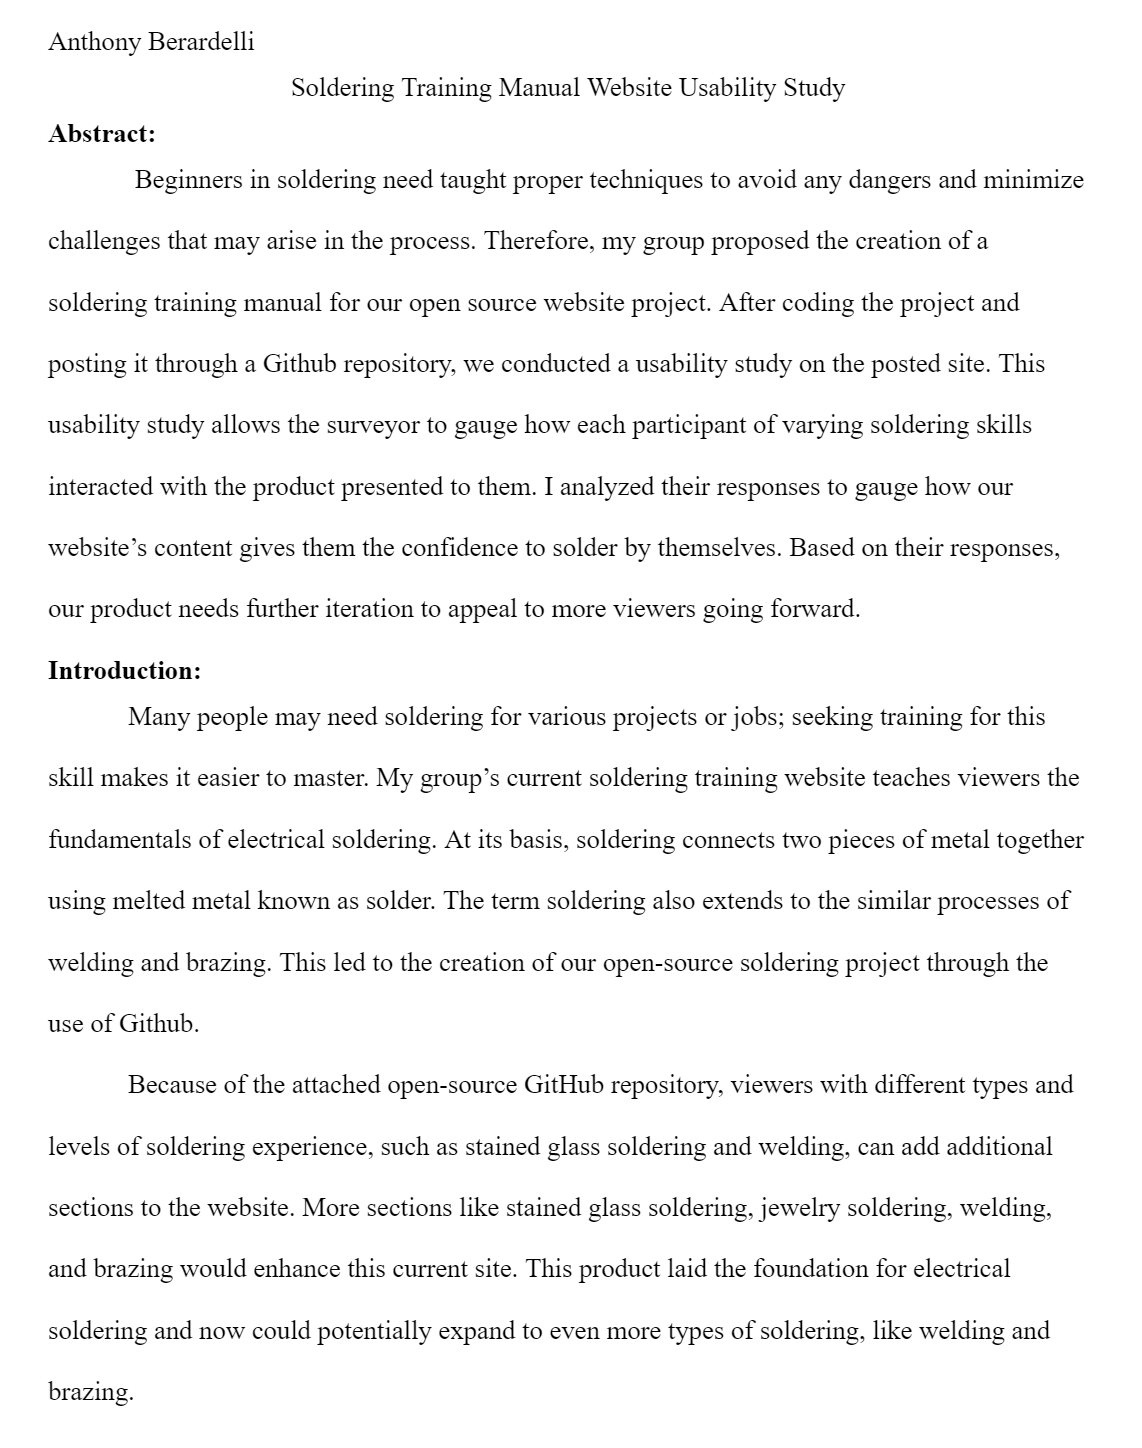 Anthony Berardelli
Soldering Training Manual Website Usability Study
Abstract:
Beginners in soldering need taught proper techniques to avoid any dangers and minimize
challenges that may arise in the process. Therefore, my group proposed the creation of a
soldering training manual for our open source website project. After coding the project and
posting it through a Github repository, we conducted a usability study on the posted site. This
usability study allows the surveyor to gauge how each participant of varying soldering skills
interacted with the product presented to them. I analyzed their responses to gauge how our
website’s content gives them the confidence to solder by themselves. Based on their responses,
our product needs further iteration to appeal to more viewers going forward.
Introduction:
Many people may need soldering for various projects or jobs; seeking training for this
skill makes it easier to master. My group’s current soldering training website teaches viewers the
fundamentals of electrical soldering. At its basis, soldering connects two pieces of metal together
using melted metal known as solder. The term soldering also extends to the similar processes of
welding and brazing. This led to the creation of our open-source soldering project through the
use of Github.
Because of the attached open-source GitHub repository, viewers with different types and
levels of soldering experience, such as stained glass soldering and welding, can add additional
sections to the website. More sections like stained glass soldering, jewelry soldering, welding,
and brazing would enhance this current site. This product laid the foundation for electrical
soldering and now could potentially expand to even more types of soldering, like welding and
brazing.